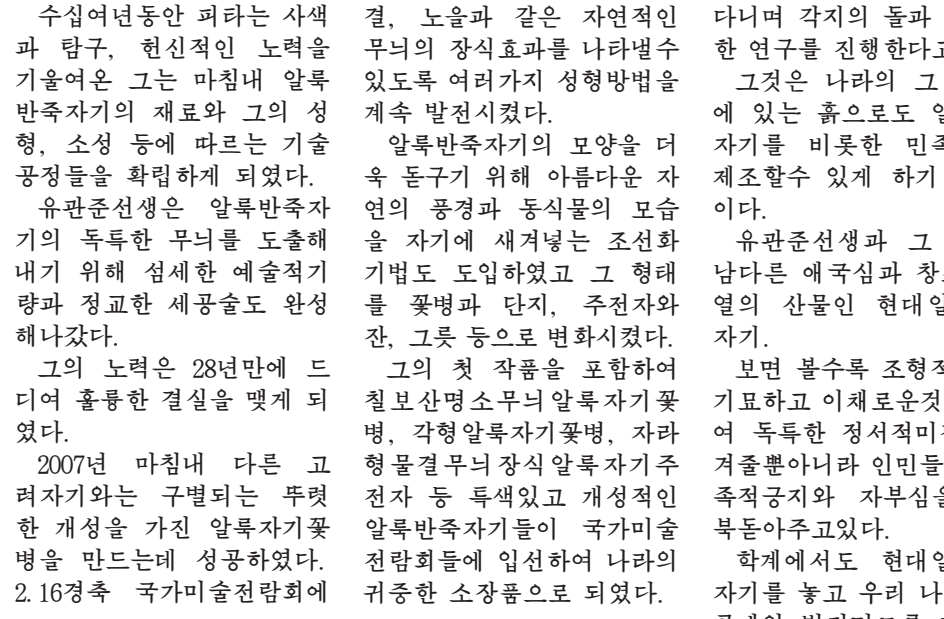 수십여년동안 피타는 사색
과 탐구, 헌신적인 노력을
기울여온 그는 마침내 알룩
반죽자기의 재료와 그의 성
형, 소성 등에 따르는 기술
공정들을 확립하게 되였다.
유관준선생은 알룩반죽자
기의 독특한 무늬를 도출해
내기 위해 섬세한 예술적기
량과 정교한 세공술도 완성
해나갔다.
그의 노력은 28년만에 드
디여 훌륭한 결실을 맺게 되
였다.
2007년 마침내 다른 고
려자기와는 구별되는 뚜렷
한 개성을 가진 알룩자기꽃
병을 만드는데 성공하였다.
2.16경축 국가미술전람회에
결, 노을과 같은 자연적인
무늬의 장식효과를 나타낼수
있도록 여러가지 성형방법을
계속 발전시켰다.
알룩반죽자기의 모양을 더
욱 돋구기 위해 아름다운 자
연의 풍경과 동식물의 모습
을 자기에 새겨넣는 조선화
기법도 도입하였고 그 형태
를 꽃병과 단지, 주전자와
잔, 그릇 등으로 변화시켰다.
그의 첫 작품을 포함하여
칠보산명소무늬알룩자기꽃
병, 각형알룩자기꽃병, 자라
형물결무늬장식알룩자기주
전자 등 특색있고 개성적인
알룩반죽자기들이 국가미술
전람회들에 입선하여 나라의
귀중한 소장품으로 되였다.
다니며 각지의 돌과
한 연구를 진행한다고
그것은 나라의 그
에 있는 흙으로도
자기를 비롯한
제조할수 있게 하기
이다.
유관준선생과 그
남다른 애국심과
열의 산물인
자기.
보면 볼수록
기묘하고 이채로운것
여 독특한
겨줄뿐아니라
족적긍지와
북돋아주고있다.
학계에서도
자기를 놓고 우리